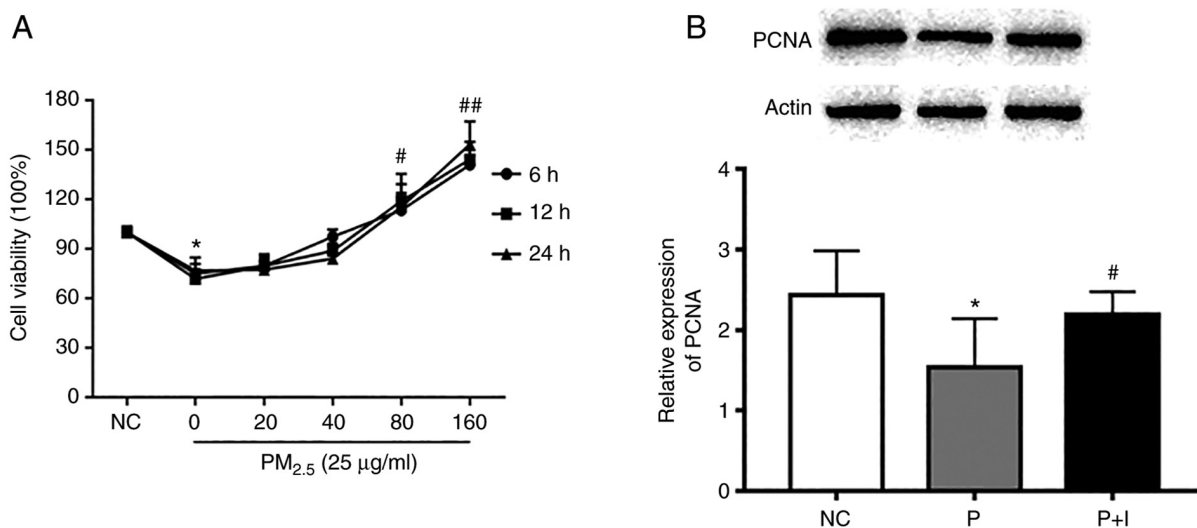 A
180
150
120
90
60
30
0
Cell viability (100%)
*
#
##
6 h
12 h
24 h
NC 0 20 40 80 160
PM2.5 (25 μg/ml)
B
PCNA
Actin
4
3
2
1
0
Relative expression
of PCNA
*
#
NC P P+I